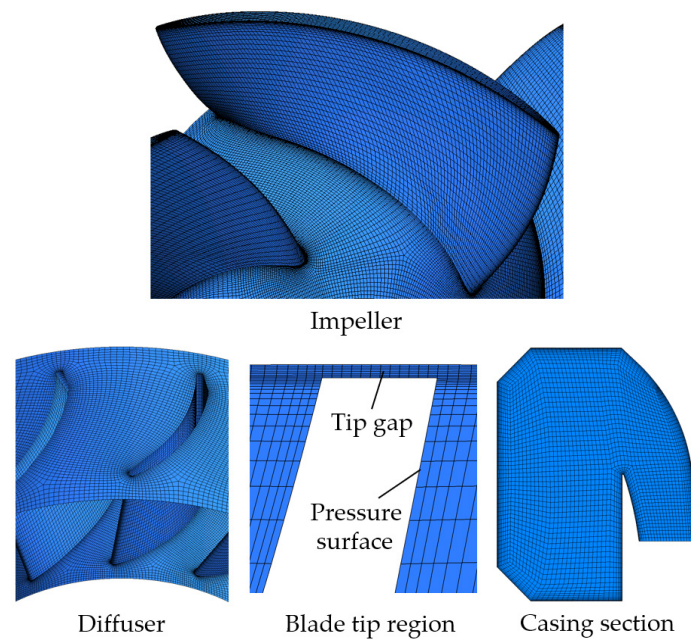 Impeller
Tip gap
Pressure
surface
Diffuser
Blade tip region
Casing section